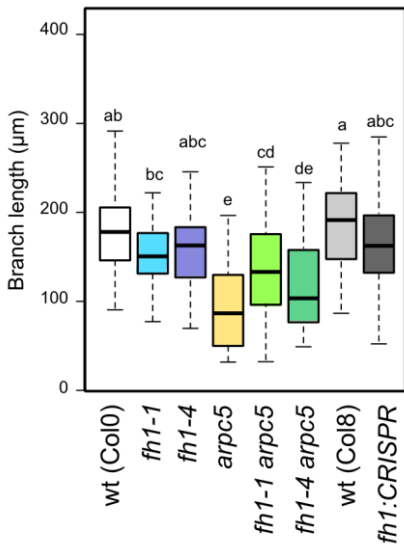 400
300
200
100
0
Branch length (µm)
ab
bc
abc
e
cd
de
a
abc
wt (Col0)
fh1-1
fh1-4
arpc5
fh1-1 arpc5
fh1-4 arpc5
wt (Col8)
fh1:CRISPR